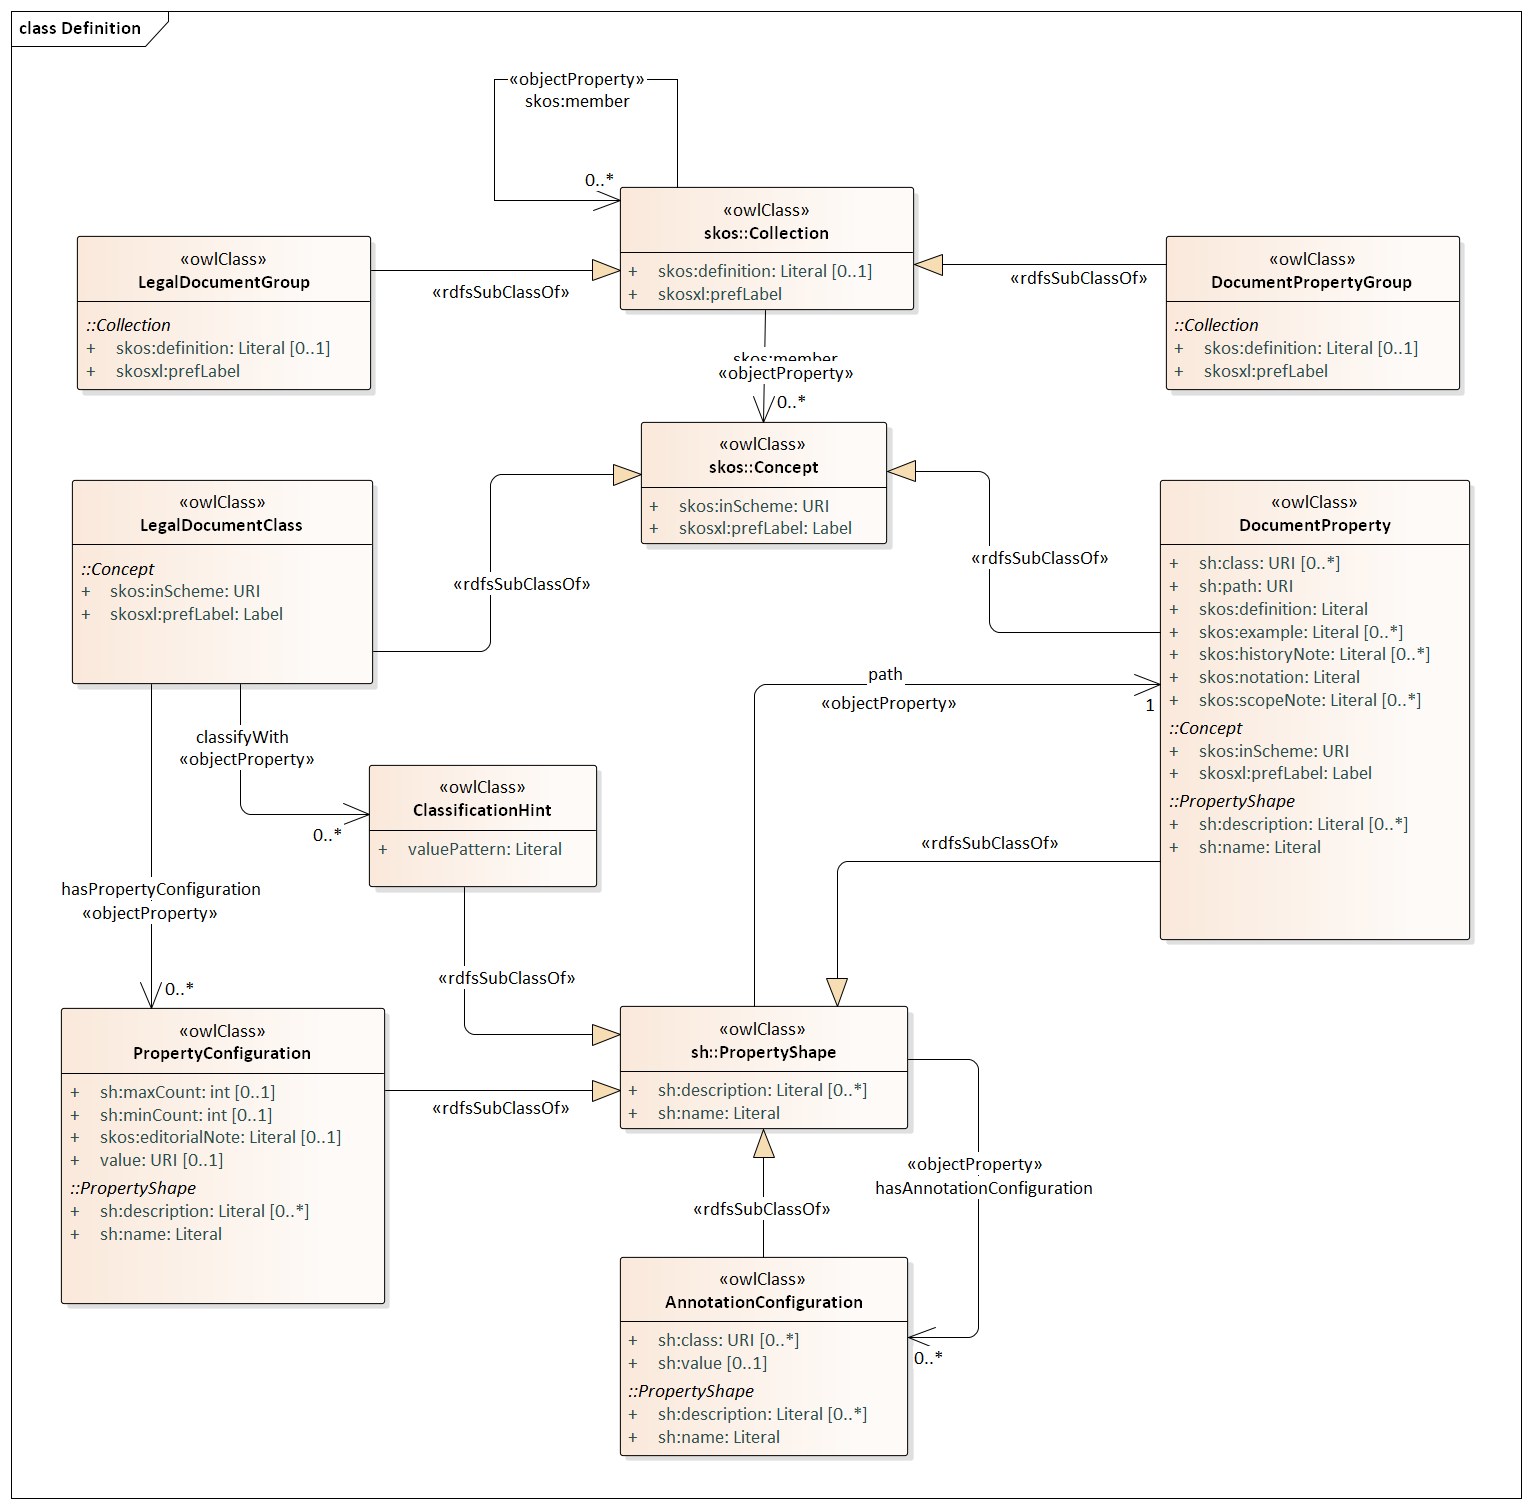 class Definition
«objectProperty»
skos:member
0..*
«owlClass»
skos::Collection
+ skos:definition: Literal [0..1]
+ skosxl:prefLabel
«owlClass»
LegalDocumentGroup
::Collection
+ skos:definition: Literal [0..1]
+ skosxl:prefLabel
«rdfsSubClassOf»
«rdfsSubClassOf»
«owlClass»
DocumentPropertyGroup
::Collection
+ skos:definition: Literal [0..1]
+ skosxl:prefLabel
skos:member
«objectProperty»
0..*
«owlClass»
skos::Concept
+ skos:inScheme: URI
+ skosxl:prefLabel: Label
«owlClass»
LegalDocumentClass
::Concept
+ skos:inScheme: URI
+ skosxl:prefLabel: Label
«rdfsSubClassOf»
«rdfsSubClassOf»
«owlClass»
DocumentProperty
+ sh:class: URI [0..*]
+ sh:path: URI
+ skos:definition: Literal
+ skos:example: Literal [0..*]
+ skos:historyNote: Literal [0..*]
+ skos:notation: Literal
+ skos:scopeNote: Literal [0..*]
::Concept
+ skos:inScheme: URI
+ skosxl:prefLabel: Label
::PropertyShape
+ sh:description: Literal [0..*]
+ sh:name: Literal
path
«objectProperty»
1
classifyWith
«objectProperty»
0..*
«owlClass»
ClassificationHint
+ valuePattern: Literal
«rdfsSubClassOf»
hasPropertyConfiguration
«objectProperty»
0..*
«rdfsSubClassOf»
«owlClass»
PropertyConfiguration
+ sh:maxCount: int [0..1]
+ sh:minCount: int [0..1]
+ skos:editorialNote: Literal [0..1]
+ value: URI [0..1]
::PropertyShape
+ sh:description: Literal [0..*]
+ sh:name: Literal
«rdfsSubClassOf»
«owlClass»
sh::PropertyShape
+ sh:description: Literal [0..*]
+ sh:name: Literal
«objectProperty»
hasAnnotationConfiguration
0..*
«rdfsSubClassOf»
«owlClass»
AnnotationConfiguration
+ sh:class: URI [0..*]
+ sh:value [0..1]
::PropertyShape
+ sh:description: Literal [0..*]
+ sh:name: Literal